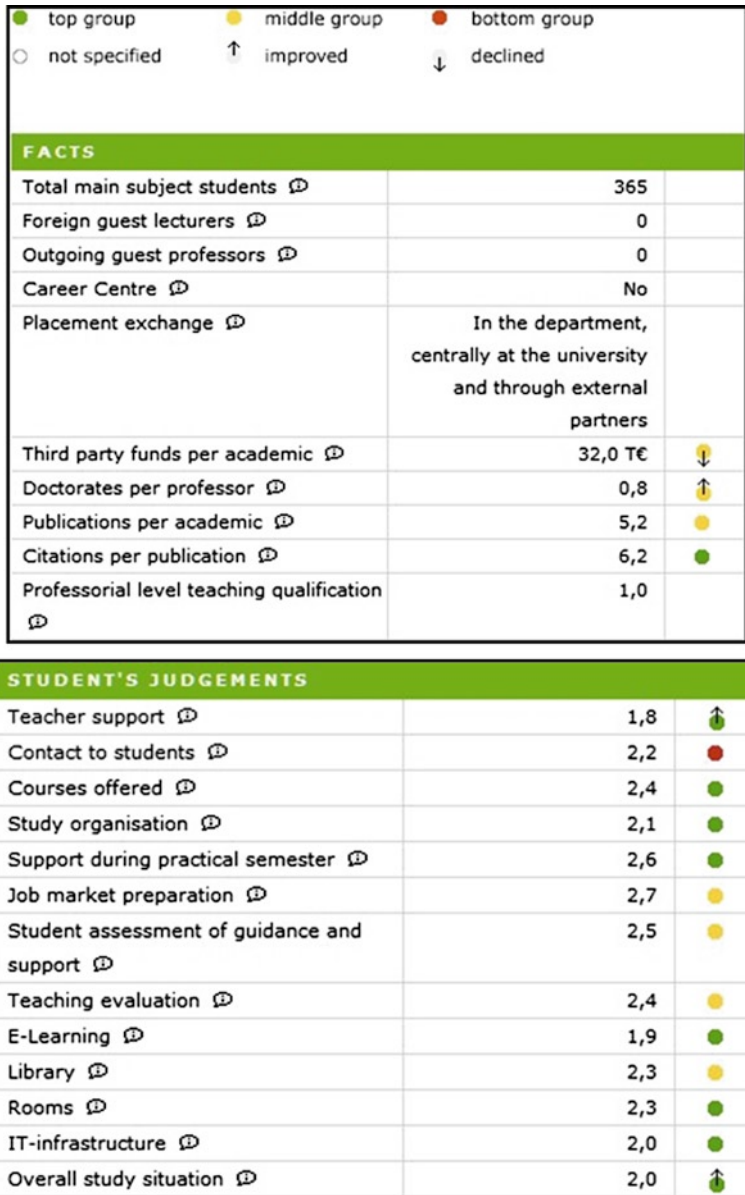 top group middle group bottom group
not specified improved declined
FACTS
Total main subject students 365
Foreign guest lecturers 0
Outgoing guest professors 0
Career Centre No
Placement exchange In the department,
centrally at the university
and through external
partners
Third party funds per academic 32,0 T€
Doctorates per professor 0,8
Publications per academic 5,2
Citations per publication 6,2
Professorial level teaching qualification 1,0
STUDENT'S JUDGEMENTS
Teacher support 1,8
Contact to students 2,2
Courses offered 2,4
Study organisation 2,1
Support during practical semester 2,6
Job market preparation 2,7
Student assessment of guidance and 2,5
support
Teaching evaluation 2,4
E-Learning 1,9
Library 2,3
Rooms 2,3
IT-infrastructure 2,0
Overall study situation 2,0